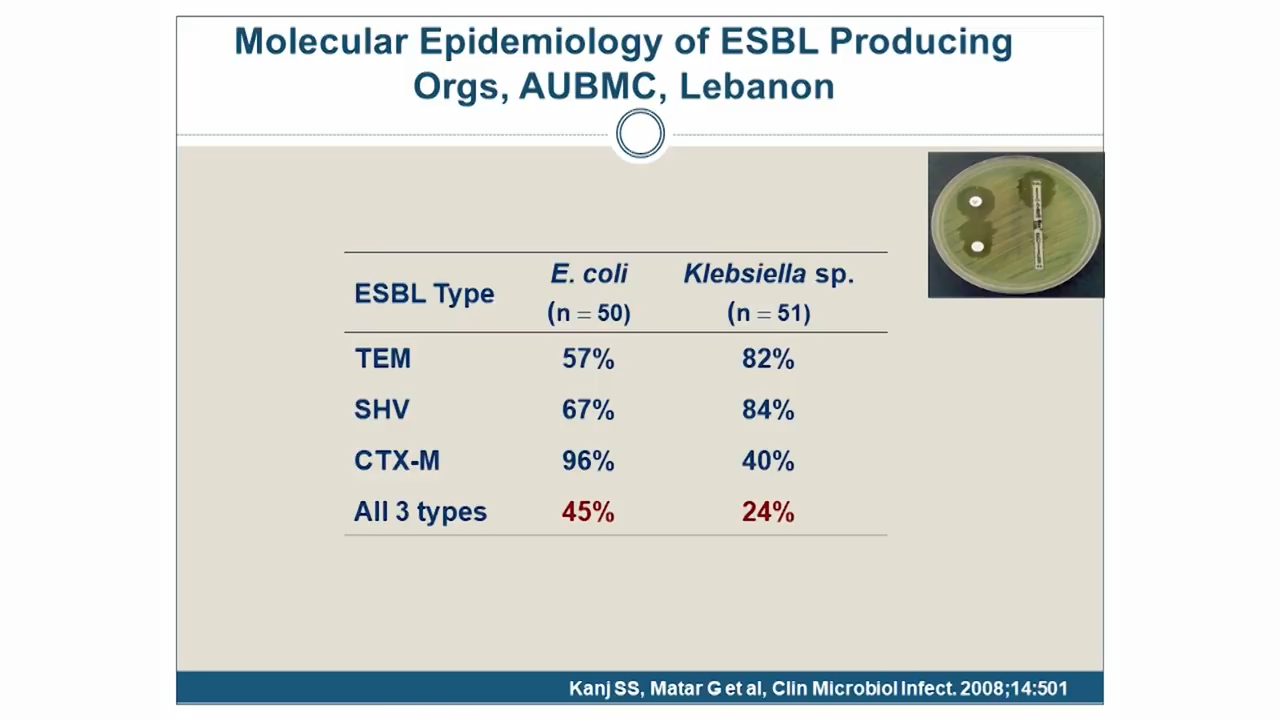 Molecular Epidemiology of ESBL Producing
Orgs, AUBMC, Lebanon
ESBL Type E. coli (n = 50) Klebsiella sp. (n = 51)
TEM 57% 82%
SHV 67% 84%
CTX-M 96% 40%
All 3 types 45% 24%
Kanj SS, Matar G et al, Clin Microbiol Infect. 2008;14:501